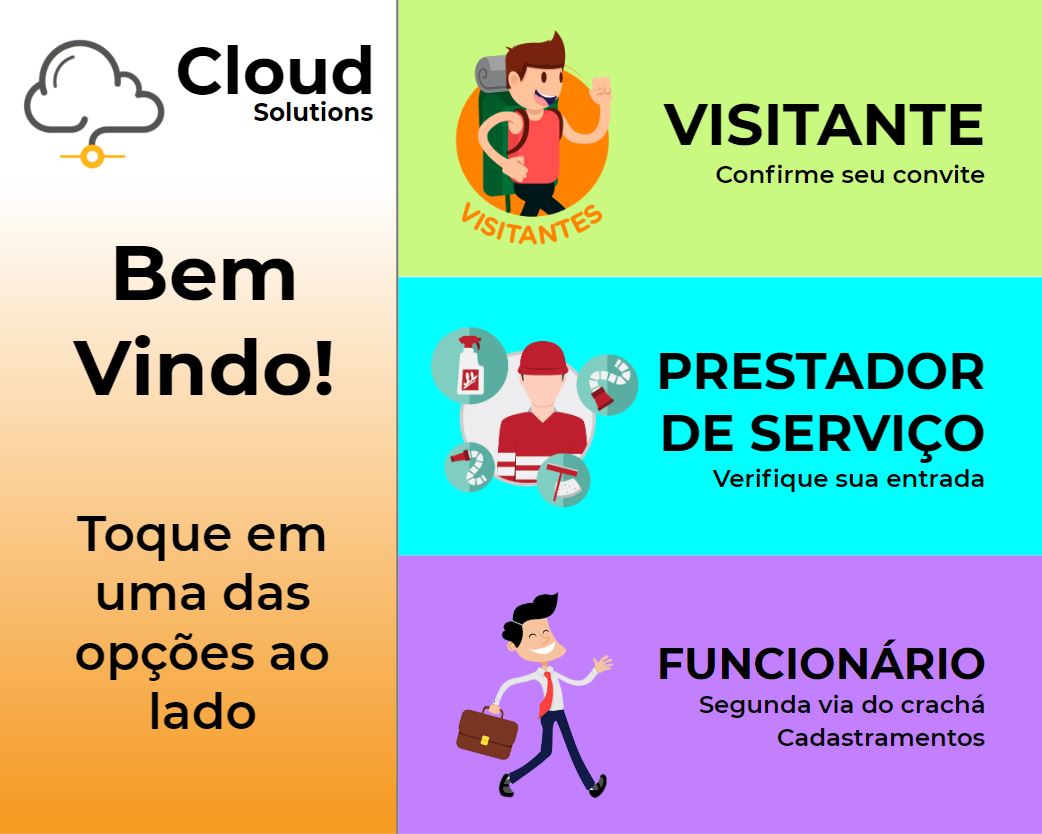 Cloud
Solutions
Bem
Vindo!
Toque em
uma das
opções ao
lado
VISITANTES
VISITANTE
Confirme seu convite
PRESTADOR
DE SERVIÇO
Verifique sua entrada
FUNCIONÁRIO
Segunda via do crachá
Cadastramentos